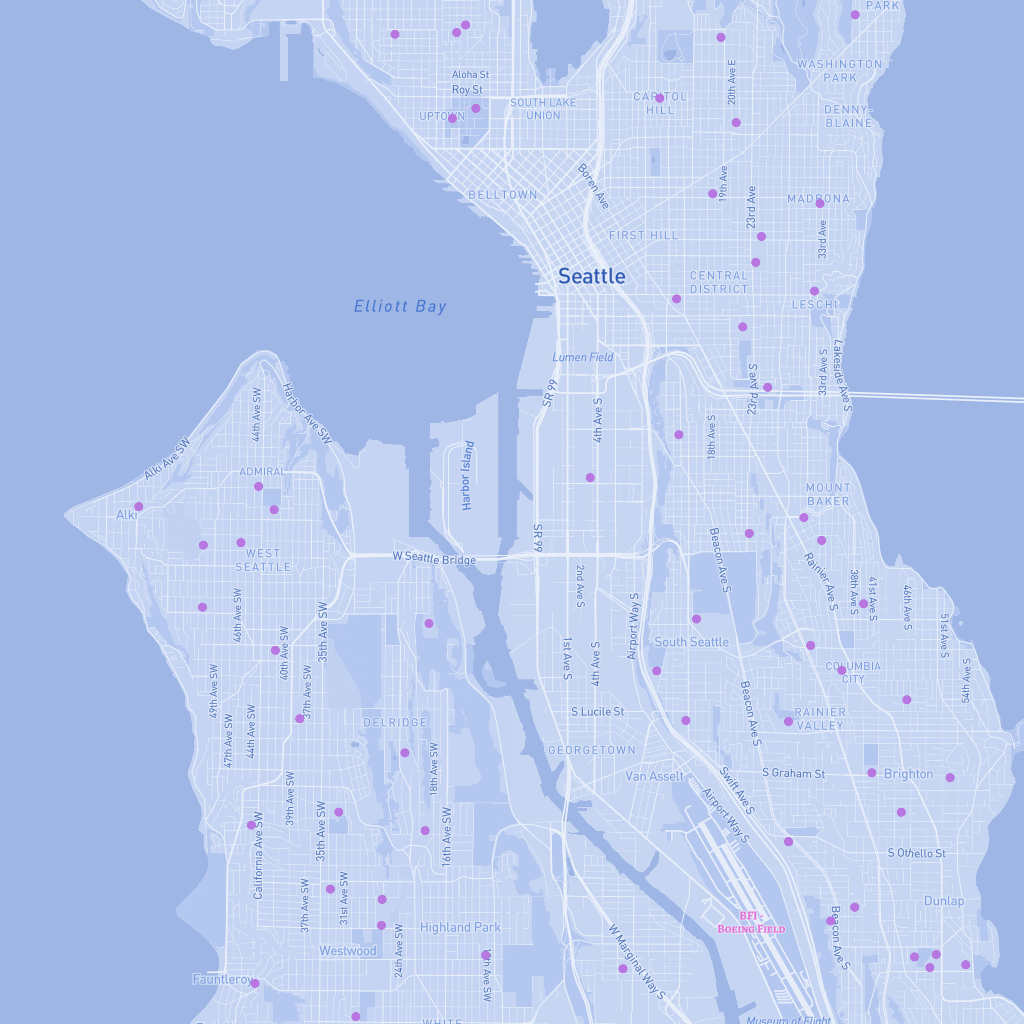 PARK
WASHINGTON
PARK
Aloha St
Roy St
20th Ave E
SOUTH LAKE
UNION
CAPITOL
HILL
UPTOWN
DENNY-
BLAINE
BELLTOWN
Boren Ave
19th Ave
23rd Ave
MADRONA
33rd Ave
FIRST HILL
Seattle
CENTRAL
DISTRICT
Elliott Bay
LESCHI
Lumen Field
Lakeside Ave S
33rd Ave S
23rd Ave S
SR 99
4th Ave S
18th Ave S
Harbor Ave SW
44th Ave SW
Alki Ave SW
Harbor Island
ADMIRAL
Alki
MOUNT
BAKER
WEST
SEATTLE
W Seattle Bridge
SR 99
2nd Ave S
Beacon Ave S
Rainier Ave S
38th Ave S
41st Ave S
46th Ave S
51st Ave S
54th Ave S
46th Ave SW
35th Ave SW
40th Ave SW
1st Ave S
4th Ave S
Airport Way S
South Seattle
COLUMBIA
CITY
49th Ave SW
37th Ave SW
47th Ave SW
44th Ave SW
DELRIDGE
S Lucile St
Beacon Ave S
RAINIER
VALLEY
GEORGETOWN
18th Ave SW
Van Asselt
Swift Ave S
S Graham St
Brighton
39th Ave SW
35th Ave SW
California Ave SW
16th Ave SW
Airport Way S
S Othello St
37th Ave SW
31st Ave SW
24th Ave SW
Highland Park
Westwood
Dunlap
BFI -
BOEING FIELD
Beacon Ave S
W Marginal Way S
Fauntleroy
Museum of Flight
WHITE